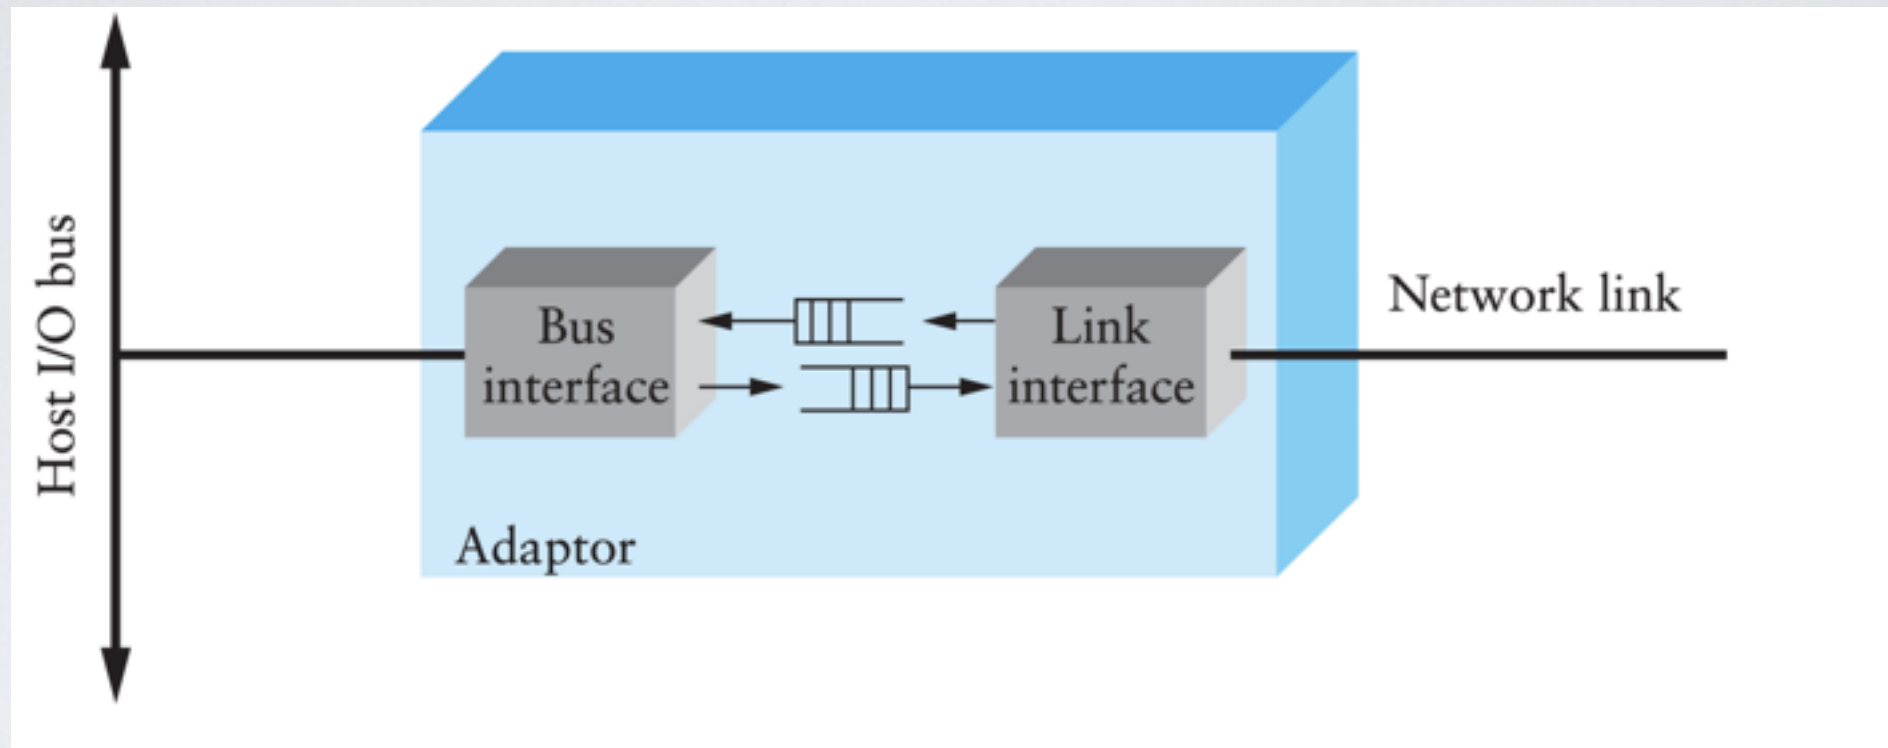 Host I/O bus
Bus
interface
Link
interface
Network link
Adaptor